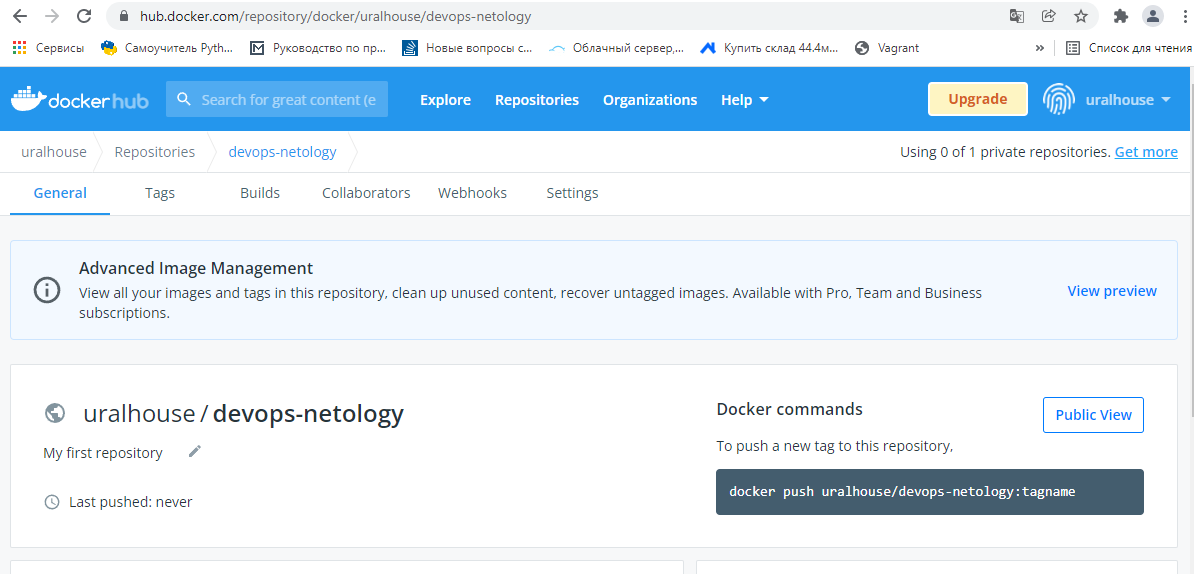 hub.docker.com/repository/docker/uralhouse/devops-netology
Сервисы Самоучитель Pyth... Руководство по пр... Новые вопросы с... Облачный сервер,... Купить склад 44.4м... Vagrant » Список для чтения
dockerhub Search for great content (e Explore Repositories Organizations Help Upgrade uralhouse
uralhouse Repositories devops-netology Using 0 of 1 private repositories. Get more
General Tags Builds Collaborators Webhooks Settings
Advanced Image Management
View all your images and tags in this repository, clean up unused content, recover untagged images. Available with Pro, Team and Business
subscriptions.
View preview
uralhouse / devops-netology
My first repository
Last pushed: never
Docker commands
Public View
To push a new tag to this repository,
docker push uralhouse/devops-netology:tagname